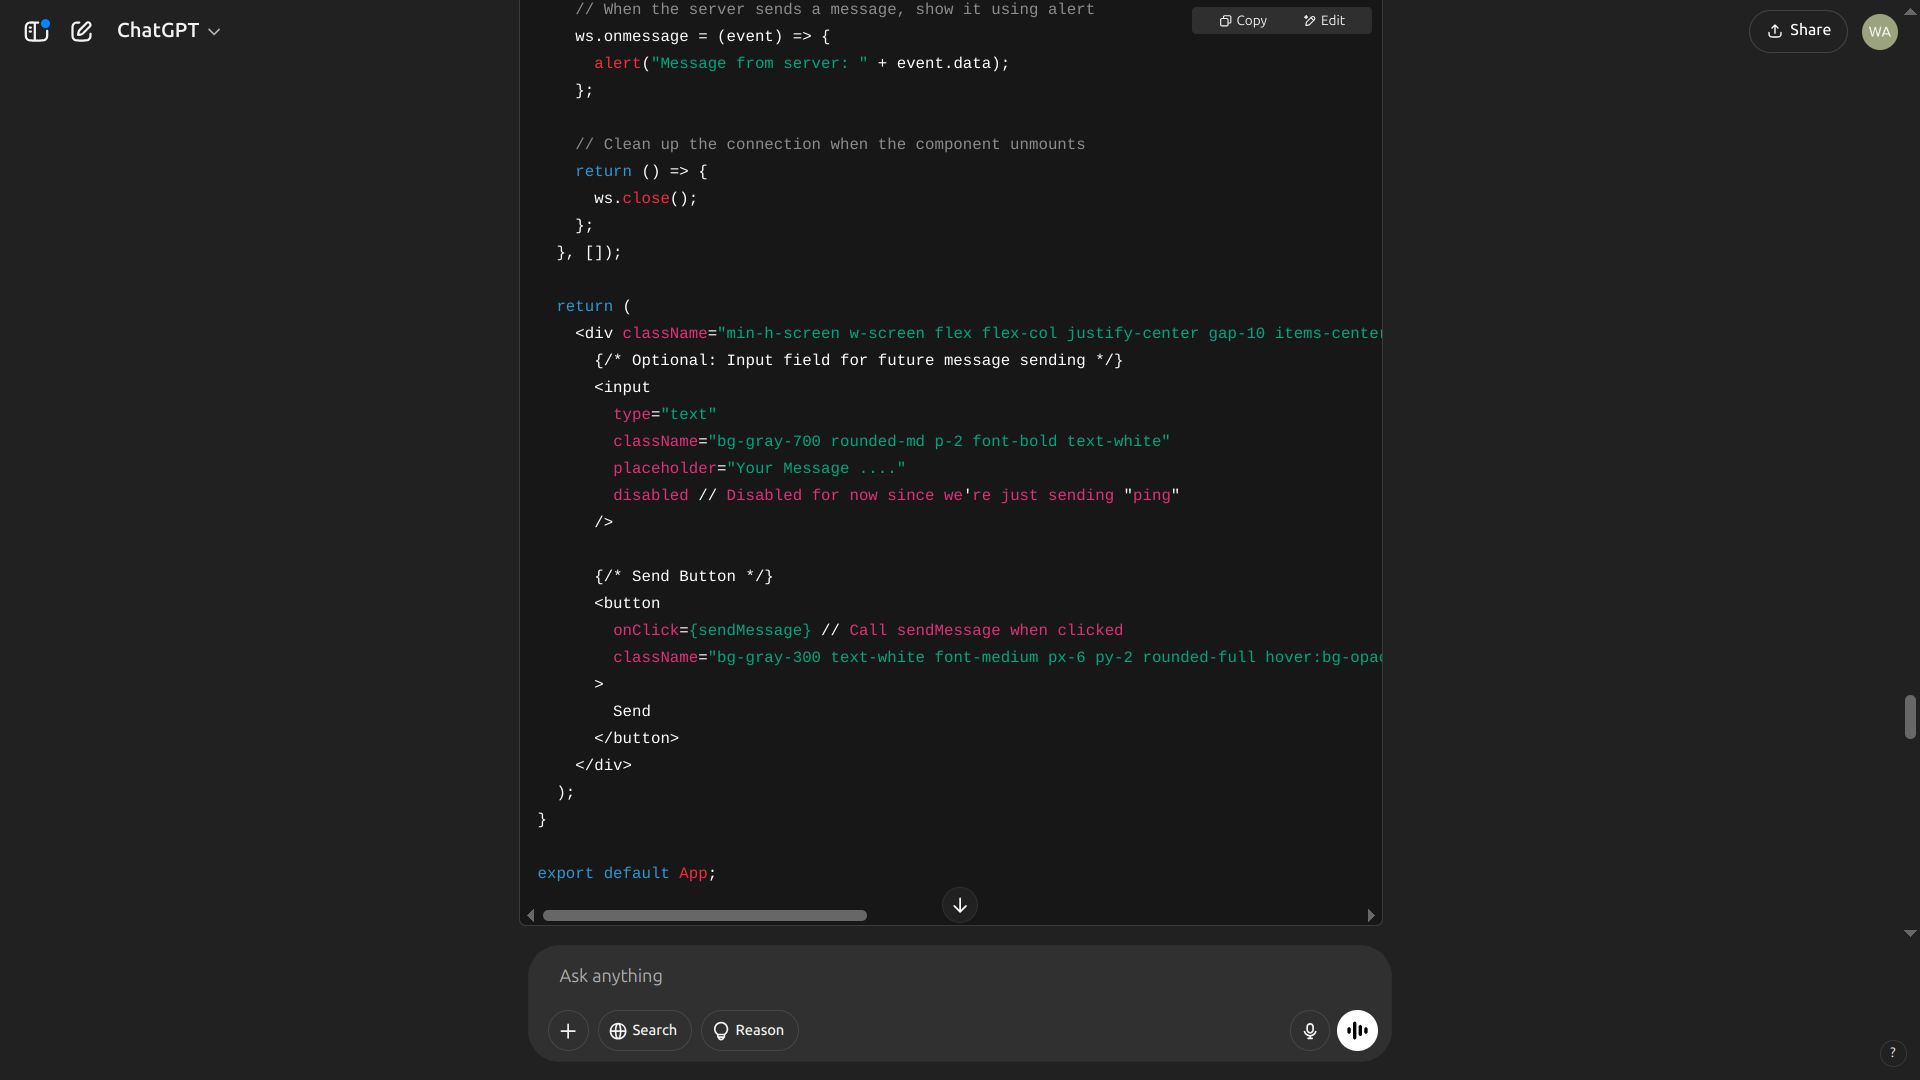 ChatGPT
Share
WA
Copy
Edit
    // When the server sends a message, show it using alert
    ws.onmessage = (event) => {
      alert("Message from server: " + event.data);
    };

    // Clean up the connection when the component unmounts
    return () => {
      ws.close();
    };
  }, []);

  return (
    <div className="min-h-screen w-screen flex flex-col justify-center gap-10 items-center
      {/* Optional: Input field for future message sending */}
      <input
        type="text"
        className="bg-gray-700 rounded-md p-2 font-bold text-white"
        placeholder="Your Message ...."
        disabled // Disabled for now since we're just sending "ping"
      />

      {/* Send Button */}
      <button
        onClick={sendMessage} // Call sendMessage when clicked
        className="bg-gray-300 text-white font-medium px-6 py-2 rounded-full hover:bg-opac
      >
        Send
      </button>
    </div>
  );
}

export default App;
Ask anything
Search
Reason
?